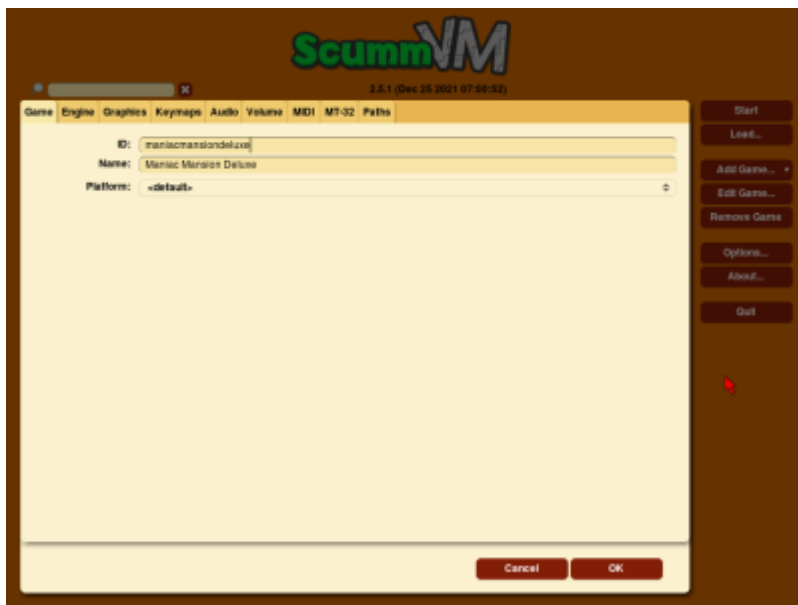 ScummVM
2.5.1 (Dec 25 2021 07:06:52)
Game Engine Graphics Keymaps Audio Volume MIDI MT-32 Paths
ID: maniacmansiondeluxe
Name: Maniac Mansion Deluxe
Platform: <default>
Start
Load...
Add Game...
Edit Game...
Remove Game
Options...
About...
Quit
Cancel OK